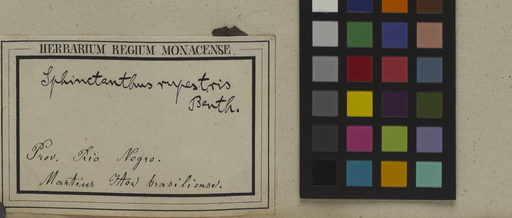 HERBARIUM REGIUM MONACENSE.
Sphinctanthus rupestris
Benth.
Prov. Rio Negro.
Martius Iter brasiliense.